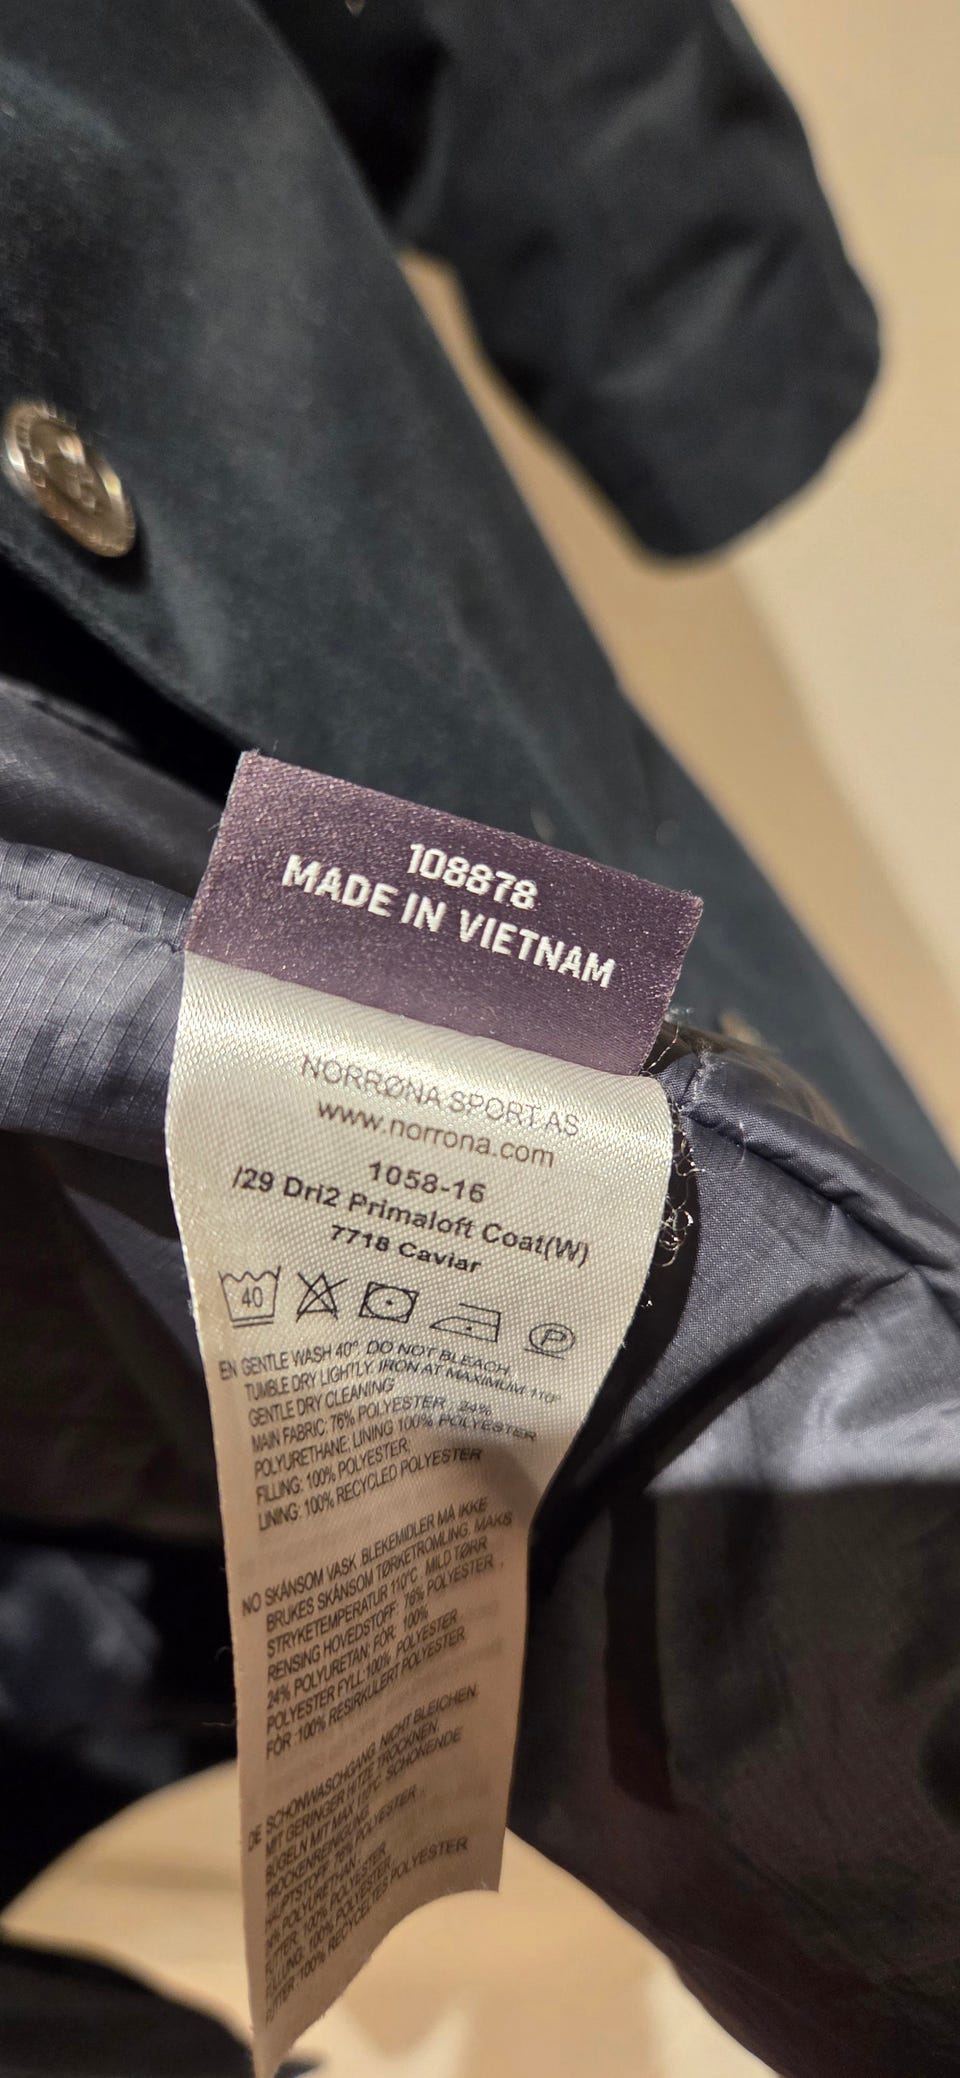 108878
MADE IN VIETNAM
NORRØNA SPORT AS
www.norrona.com
1058-16
/29 Dri2 Primaloft Coat(W)
7718 Caviar
40
P
EN GENTLE WASH 40°. DO NOT BLEACH.
TUMBLE DRY LIGHTLY. IRON AT MAXIMUM 110°
GENTLE DRY CLEANING
MAIN FABRIC: 76% POLYESTER / 24%
POLYURETHANE; LINING 100% POLYESTER
FILLING: 100% POLYESTER;
LINING: 100% RECYCLED POLYESTER
NO SKÅNSOM VASK. BLEKEMIDLER MÅ IKKE
BRUKES SKÅNSOM TØRKETROMLING. MAKS
STRYKETEMPERATUR 110°C . MILD TØRR
RENSING HOVEDSTOFF: 76% POLYESTER ,
24% POLYURETAN; FÔR: 100%
POLYESTER FYLL:100% POLYESTER
FÔR :100% RESIRKULERT POLYESTER
DE SCHONWASCHGANG. NICHT BLEICHEN.
MIT GERINGER HITZE TROCKNEN.
BÜGELN MIT MAX 110°C. SCHONENDE
TROCKENREINIGUNG
HAUPTSTOFF: 76% POLYESTER ,
24% POLYURETHAN ;
FUTTER: 100% POLYESTER
FÜLLUNG: 100% POLYESTER
FUTTER :100% RECYCELTES POLYESTER